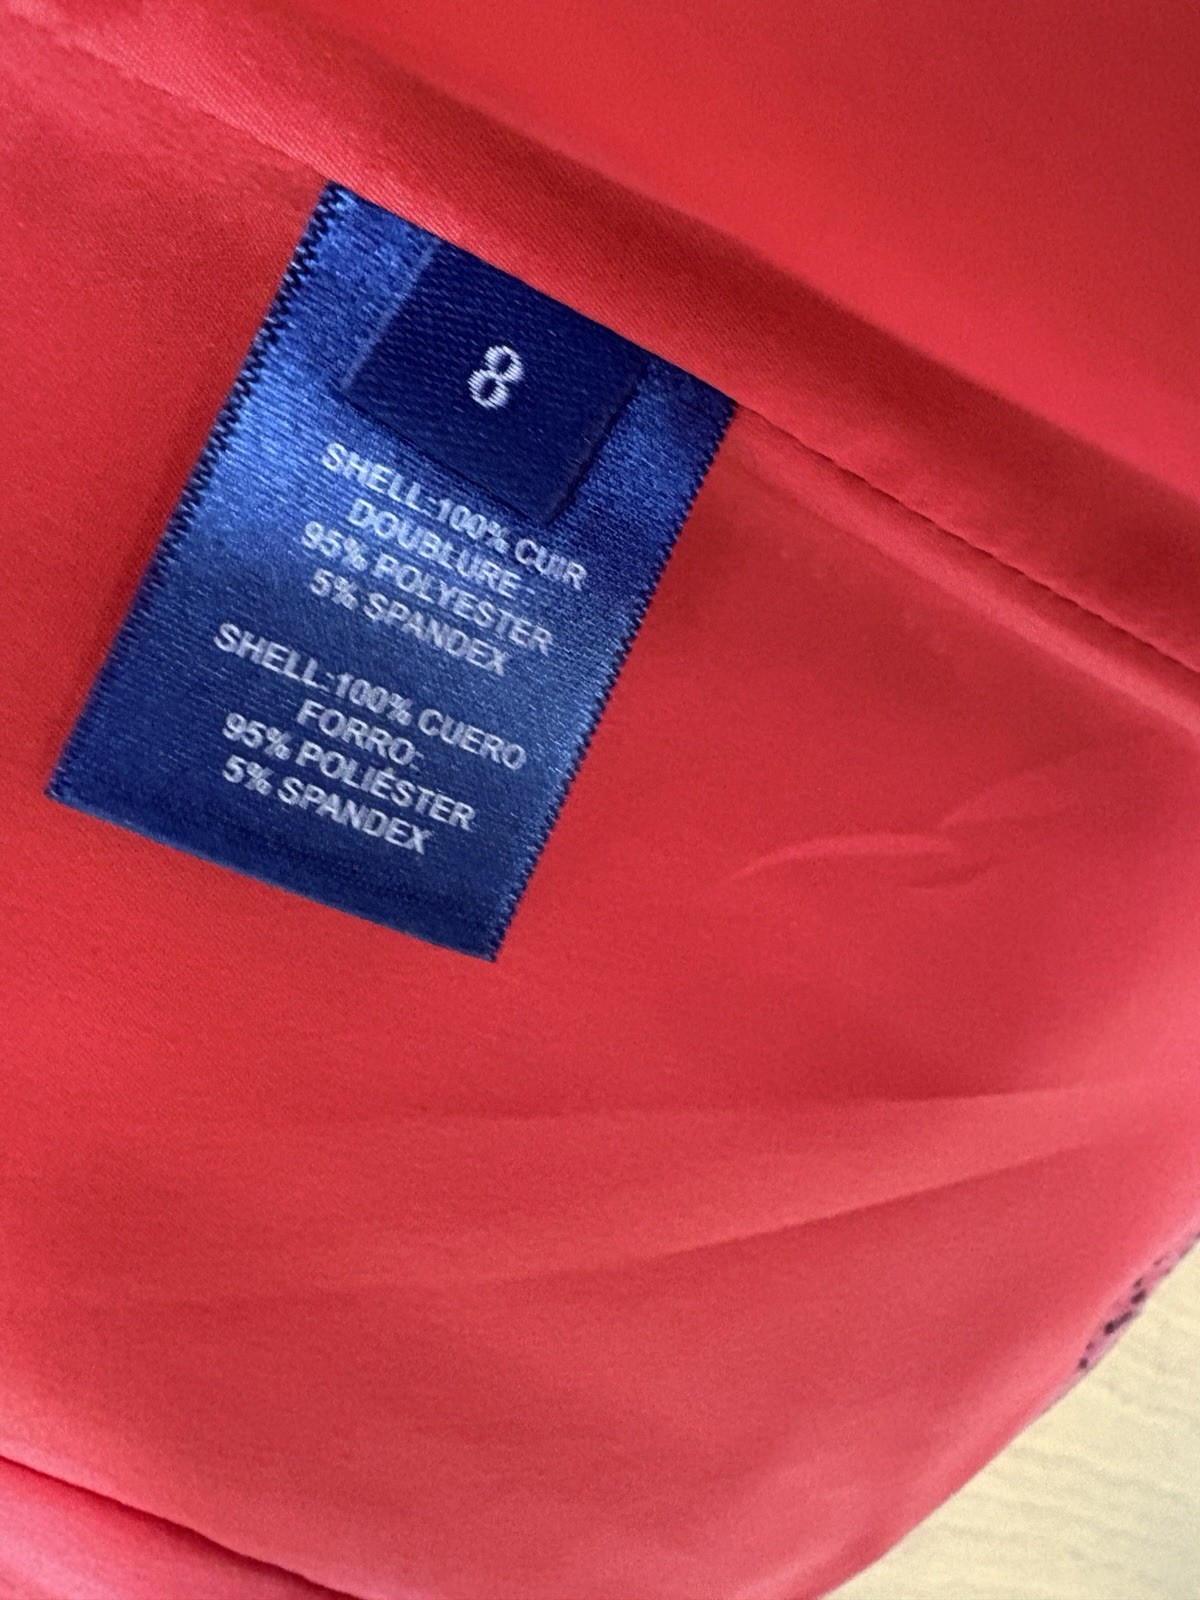 8
SHELL:100% CUIR
DOUBLURE:
95% POLYESTER
5% SPANDEX
SHELL:100% CUERO
FORRO:
95% POLIÉSTER
5% SPANDEX